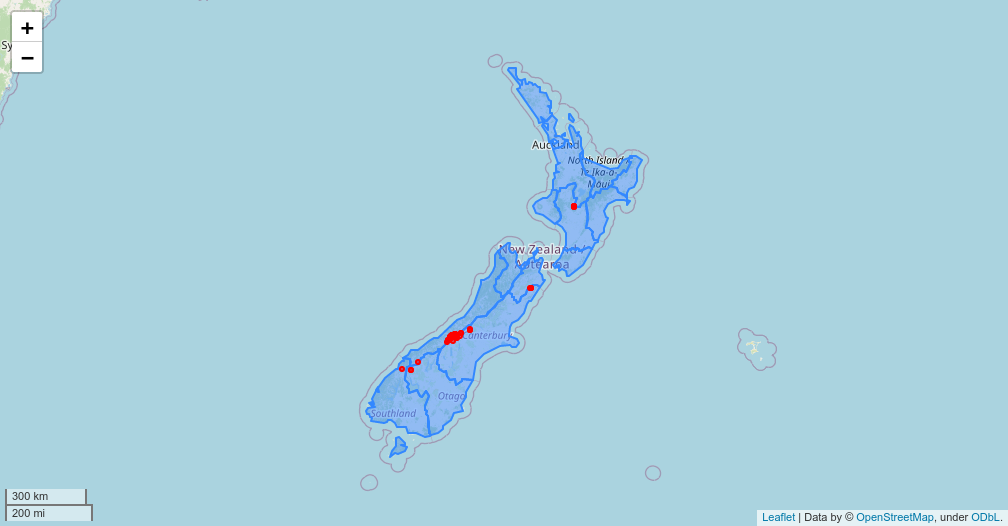 +
−
Sy
Auckland
North Island
Te Ika-a-
Māui
New Zealand /
Aotearoa
Canterbury
Otago
Southland
300 km
200 mi
Leaflet | Data by © OpenStreetMap, under ODbL.